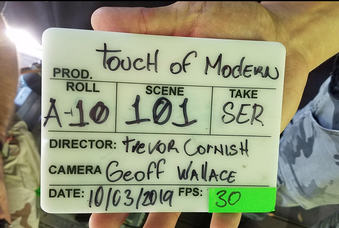 PROD. Touch of Modern
ROLL SCENE TAKE
A-10 101 SER
DIRECTOR: Trevor Cornish
CAMERA Geoff Wallace
DATE: 10/03/2019 FPS: 30